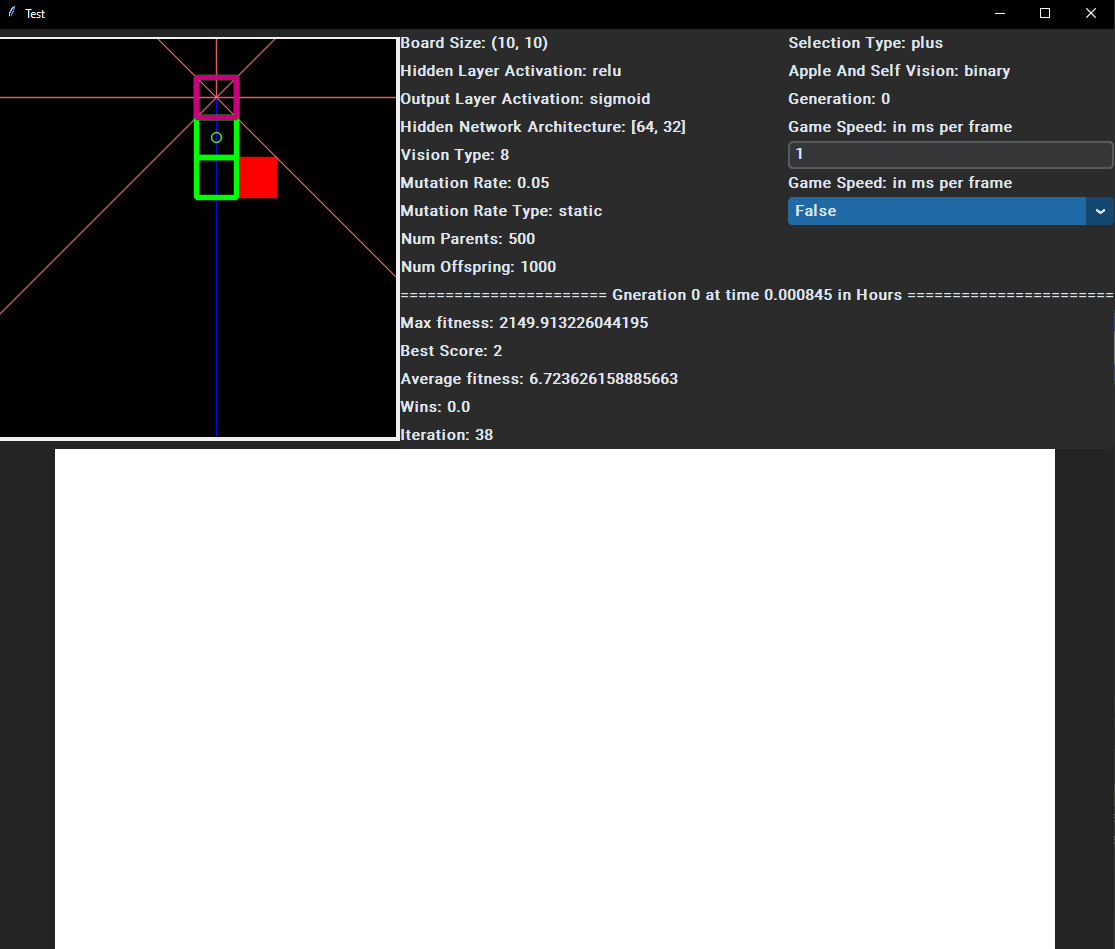 Test
Board Size: (10, 10)
Hidden Layer Activation: relu
Output Layer Activation: sigmoid
Hidden Network Architecture: [64, 32]
Vision Type: 8
Mutation Rate: 0.05
Mutation Rate Type: static
Num Parents: 500
Num Offspring: 1000
Selection Type: plus
Apple And Self Vision: binary
Generation: 0
Game Speed: in ms per frame
1
Game Speed: in ms per frame
False
======================= Gneration 0 at time 0.000845 in Hours =======================
Max fitness: 2149.913226044195
Best Score: 2
Average fitness: 6.723626158885663
Wins: 0.0
Iteration: 38